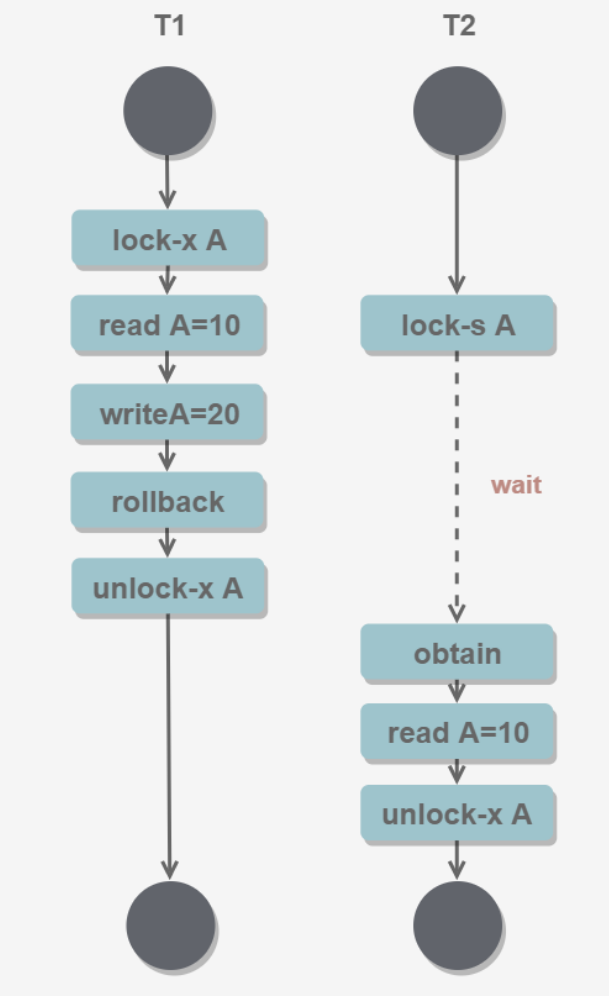 T1
T2
lock-x A
read A=10
lock-s A
writeA=20
wait
rollback
unlock-x A
obtain
read A=10
unlock-x A